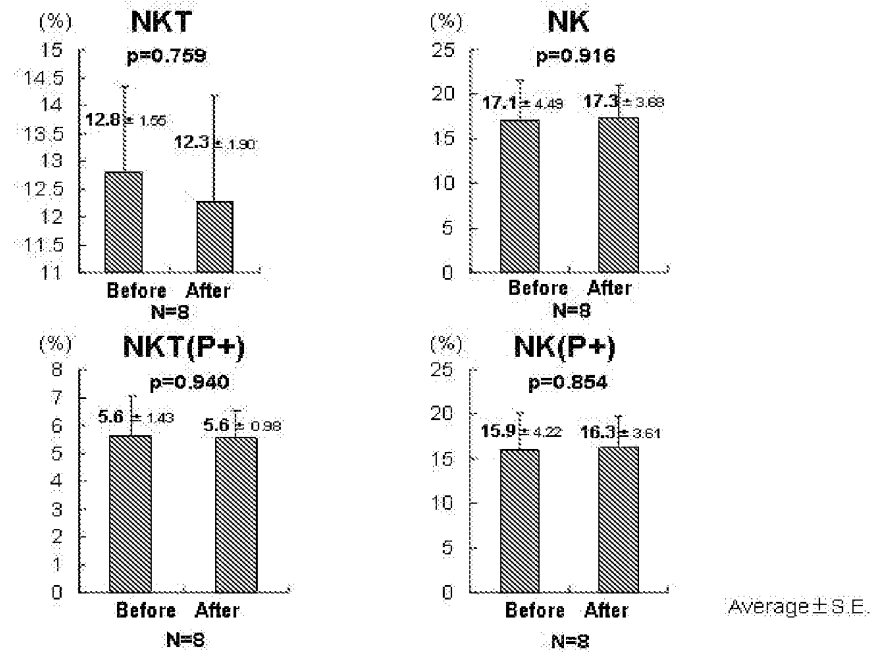 (%) NKT
p=0.759
15
14.5
14
13.5
13
12.5
12
11.5
11
12.8 ± 1.55
12.3 ± 1.90
Before After
N=8
(%) NK
p=0.916
25
20
15
10
5
0
17.1 ± 4.49
17.3 ± 3.68
Before After
N=8
(%) NKT(P+)
p=0.940
8
7
6
5
4
3
2
1
0
5.6 ± 1.43
5.6 ± 0.98
Before After
N=8
(%) NK(P+)
p=0.854
25
20
15
10
5
0
15.9 ± 4.22
16.3 ± 3.61
Before After
N=8
Average ± S.E.